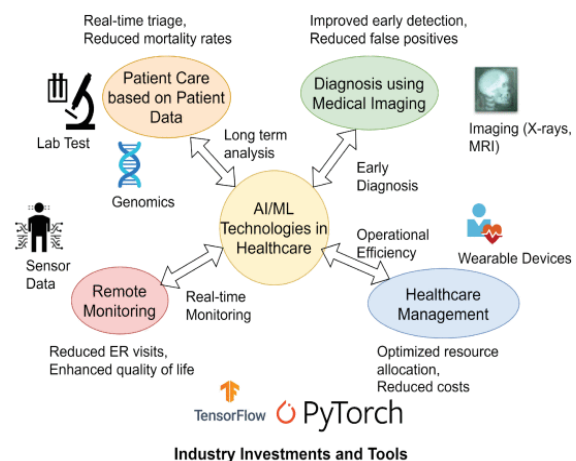 Real-time triage,
Reduced mortality rates
Improved early detection,
Reduced false positives
Patient Care
based on Patient
Data
Diagnosis using
Medical Imaging
Lab Test
Long term
analysis
Imaging (X-rays,
MRI)
Genomics
Early
Diagnosis
AI/ML
Technologies in
Healthcare
Operational
Efficiency
Wearable Devices
Sensor
Data
Remote
Monitoring
Real-time
Monitoring
Healthcare
Management
Reduced ER visits,
Enhanced quality of life
Optimized resource
allocation,
Reduced costs
TensorFlow
PyTorch
Industry Investments and Tools